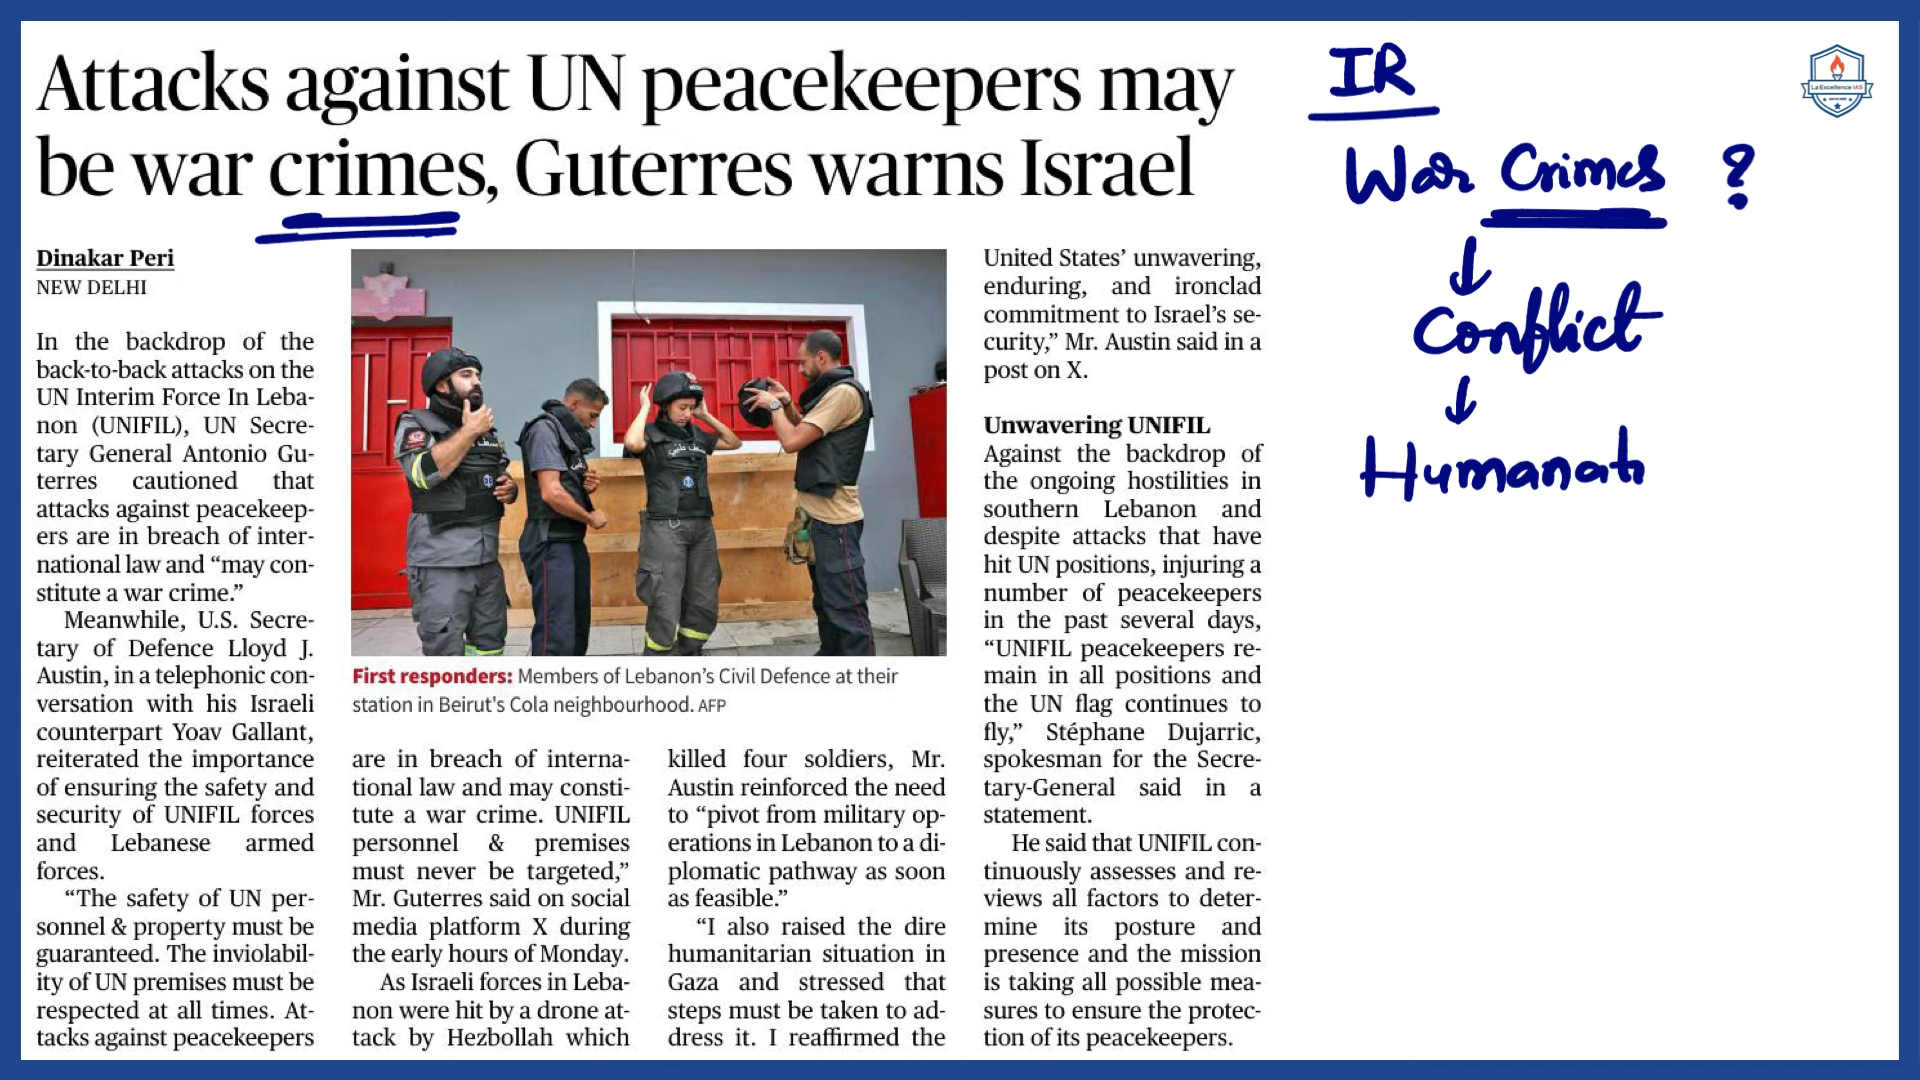 Attacks against UN peacekeepers may
be war crimes, Guterres warns Israel
Dinakar Peri
NEW DELHI
In the backdrop of the
back-to-back attacks on the
UN Interim Force In Leba-
non (UNIFIL), UN Secre-
tary General Antonio Gu-
terres cautioned that
attacks against peacekeep-
ers are in breach of inter-
national law and “may con-
stitute a war crime.”
Meanwhile, U.S. Secre-
tary of Defence Lloyd J.
Austin, in a telephonic con-
versation with his Israeli
counterpart Yoav Gallant,
reiterated the importance
of ensuring the safety and
security of UNIFIL forces
and Lebanese armed
forces.
“The safety of UN per-
sonnel & property must be
guaranteed. The inviolabil-
ity of UN premises must be
respected at all times. At-
tacks against peacekeepers
First responders: Members of Lebanon’s Civil Defence at their
station in Beirut's Cola neighbourhood. AFP
are in breach of interna-
tional law and may consti-
tute a war crime. UNIFIL
personnel & premises
must never be targeted,”
Mr. Guterres said on social
media platform X during
the early hours of Monday.
As Israeli forces in Leba-
non were hit by a drone at-
tack by Hezbollah which
killed four soldiers, Mr.
Austin reinforced the need
to “pivot from military op-
erations in Lebanon to a di-
plomatic pathway as soon
as feasible.”
“I also raised the dire
humanitarian situation in
Gaza and stressed that
steps must be taken to ad-
dress it. I reaffirmed the
United States’ unwavering,
enduring, and ironclad
commitment to Israel’s se-
curity,” Mr. Austin said in a
post on X.
Unwavering UNIFIL
Against the backdrop of
the ongoing hostilities in
southern Lebanon and
despite attacks that have
hit UN positions, injuring a
number of peacekeepers
in the past several days,
“UNIFIL peacekeepers re-
main in all positions and
the UN flag continues to
fly,” Stéphane Dujarric,
spokesman for the Secre-
tary-General said in a
statement.
He said that UNIFIL con-
tinuously assesses and re-
views all factors to deter-
mine its posture and
presence and the mission
is taking all possible mea-
sures to ensure the protec-
tion of its peacekeepers.
IR
War Crimes ?
↓
Conflict
↓
Humanati
La Excellence IAS